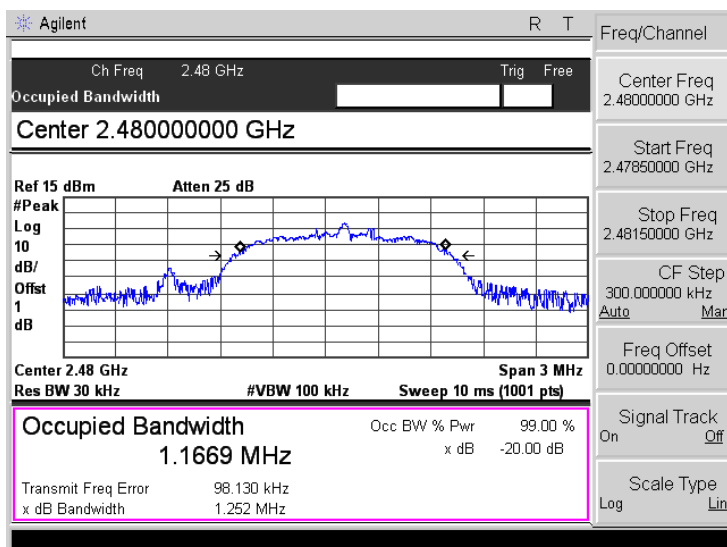 Agilent R T
Freq/Channel
Ch Freq 2.48 GHz Trig Free
Occupied Bandwidth
Center 2.480000000 GHz
Center Freq
2.48000000 GHz
Start Freq
2.47850000 GHz
Stop Freq
2.48150000 GHz
CF Step
300.000000 kHz
Auto Man
Freq Offset
0.00000000 Hz
Signal Track
On Off
Scale Type
Log Lin
Ref 15 dBm Atten 25 dB
#Peak
Log
10
dB/
Offst
1
dB
Center 2.48 GHz Span 3 MHz
Res BW 30 kHz #VBW 100 kHz Sweep 10 ms (1001 pts)
Occupied Bandwidth Occ BW % Pwr 99.00 %
1.1669 MHz x dB -20.00 dB
Transmit Freq Error 98.130 kHz
x dB Bandwidth 1.252 MHz